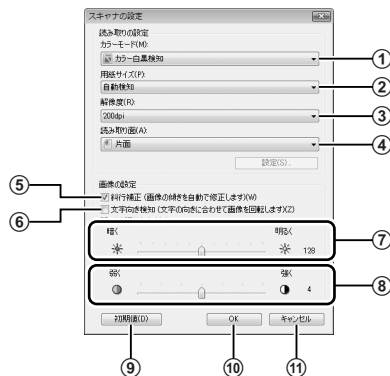 スキャナの設定
読み取りの設定
カラーモード(M):
カラー白黒検知
①
用紙サイズ(P):
自動検知
②
解像度(R):
200dpi
③
読み取り面(A):
片面
④
設定(S)...
画像の設定
⑤
斜行補正 (画像の傾きを自動で修正します)(W)
⑥
文字向き検知 (文字の向きに合わせて画像を回転します)(Z)
暗く 明るく
128
⑦
弱く 強く
4
⑧
初期値(D) OK キャンセル
⑨ ⑩ ⑪